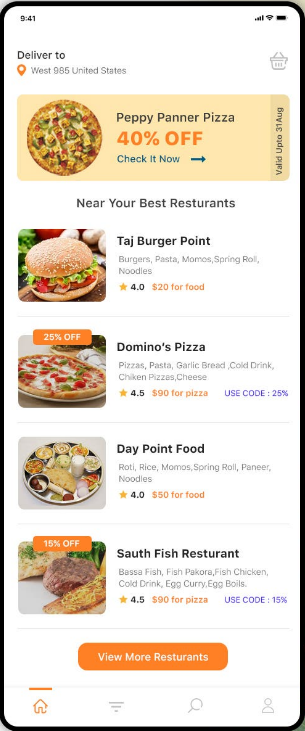 9:41
Deliver to
West 985 United States
Peppy Panner Pizza
40% OFF
Check It Now
Valid Upto 31Aug
Near Your Best Resturants
Taj Burger Point
Burgers, Pasta, Momos,Spring Roll,
Noodles
4.0 $20 for food
25% OFF
Domino's Pizza
Pizzas, Pasta, Garlic Bread ,Cold Drink,
Chiken Pizzas,Cheese
4.5 $90 for pizza USE CODE : 25%
Day Point Food
Roti, Rice, Momos,Spring Roll, Paneer,
Noodles
4.0 $50 for food
15% OFF
Sauth Fish Resturant
Bassa Fish, Fish Pakora,Fish Chicken,
Cold Drink, Egg Curry,Egg Boils.
4.5 $90 for pizza USE CODE : 15%
View More Resturants